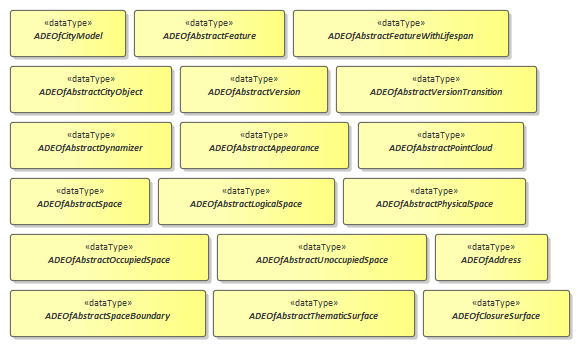 «dataType» «dataType» «dataType»
ADEOfCityModel ADEOfAbstractFeature ADEOfAbstractFeatureWithLifespan
«dataType» «dataType» «dataType»
ADEOfAbstractCityObject ADEOfAbstractVersion ADEOfAbstractVersionTransition
«dataType» «dataType» «dataType»
ADEOfAbstractDynamizer ADEOfAbstractAppearance ADEOfAbstractPointCloud
«dataType» «dataType» «dataType»
ADEOfAbstractSpace ADEOfAbstractLogicalSpace ADEOfAbstractPhysicalSpace
«dataType» «dataType» «dataType»
ADEOfAbstractOccupiedSpace ADEOfAbstractUnoccupiedSpace ADEOfAddress
«dataType» «dataType» «dataType»
ADEOfAbstractSpaceBoundary ADEOfAbstractThematicSurface ADEOfClosureSurface